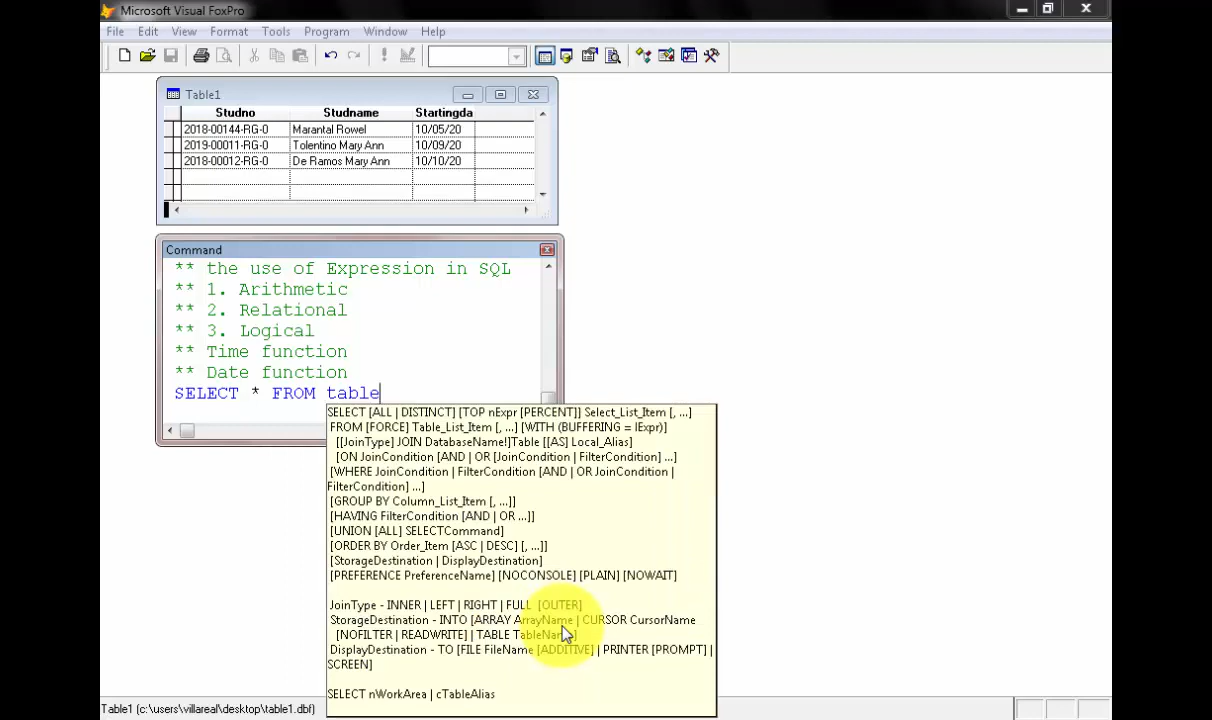 Microsoft Visual FoxPro
File Edit View Format Tools Program Window Help
Table1
Studno Studname Startingda
2018-00144-RG-0 Marantal Rowel 10/05/20
2019-00011-RG-0 Tolentino Mary Ann 10/09/20
2018-00012-RG-0 De Ramos Mary Ann 10/10/20
Command
** the use of Expression in SQL
** 1. Arithmetic
** 2. Relational
** 3. Logical
** Time function
** Date function
SELECT * FROM table
SELECT [ALL | DISTINCT] [TOP nExpr [PERCENT]] Select_List_Item [, ...]
FROM [FORCE] Table_List_Item [, ...] [WITH (BUFFERING = lExpr)]
[[JoinType] JOIN DatabaseName!]Table [[AS] Local_Alias]
[ON JoinCondition [AND | OR [JoinCondition | FilterCondition] ...]
[WHERE JoinCondition | FilterCondition [AND | OR JoinCondition |
FilterCondition] ...]
[GROUP BY Column_List_Item [, ...]]
[HAVING FilterCondition [AND | OR ...]]
[UNION [ALL] SELECTCommand]
[ORDER BY Order_Item [ASC | DESC] [, ...]]
[StorageDestination | DisplayDestination]
[PREFERENCE PreferenceName] [NOCONSOLE] [PLAIN] [NOWAIT]
JoinType - INNER | LEFT | RIGHT | FULL [OUTER]
StorageDestination - INTO [ARRAY ArrayName | CURSOR CursorName
[NOFILTER | READWRITE] | TABLE TableName]
DisplayDestination - TO [FILE FileName [ADDITIVE] | PRINTER [PROMPT] |
SCREEN]
SELECT nWorkArea | cTableAlias
Table1 (c:\users\villareal\desktop\table1.dbf)